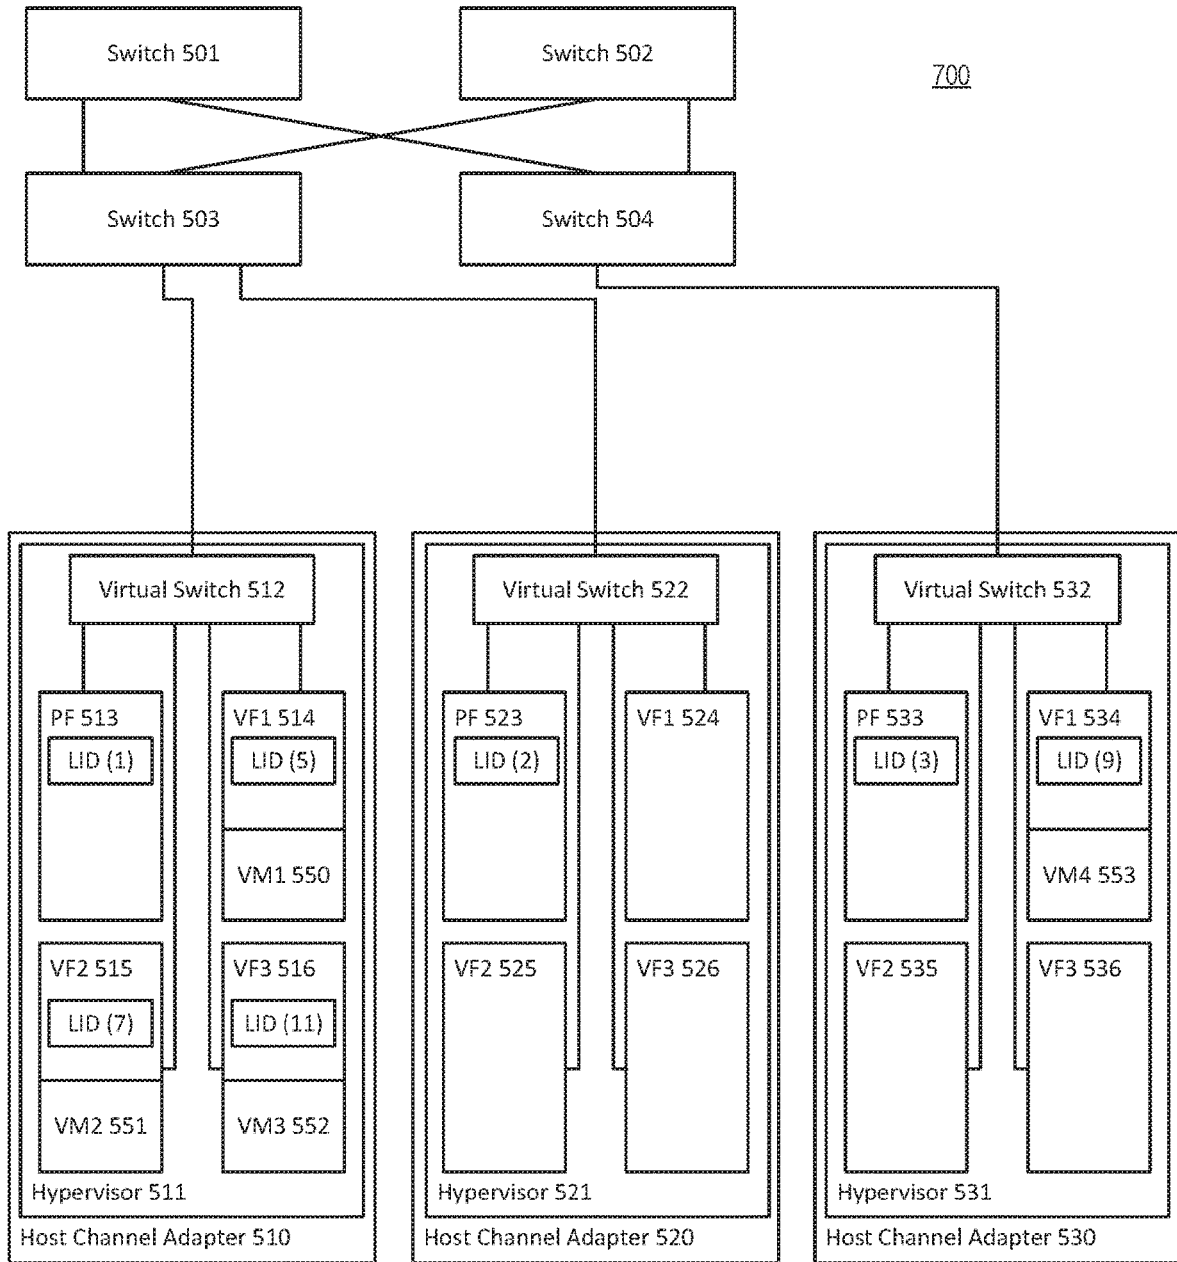 Switch 501
Switch 502
700
Switch 503
Switch 504
Virtual Switch 512
PF 513
LID (1)
VF1 514
LID (5)
VM1 550
VF2 515
LID (7)
VM2 551
VF3 516
LID (11)
VM3 552
Hypervisor 511
Host Channel Adapter 510
Virtual Switch 522
PF 523
LID (2)
VF1 524
VF2 525
VF3 526
Hypervisor 521
Host Channel Adapter 520
Virtual Switch 532
PF 533
LID (3)
VF1 534
LID (9)
VM4 553
VF2 535
VF3 536
Hypervisor 531
Host Channel Adapter 530